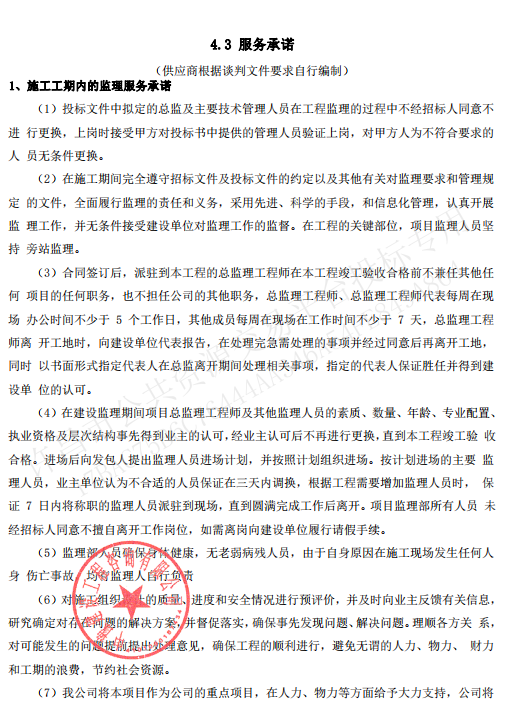 4.3 服务承诺
（供应商根据谈判文件要求自行编制）
1、施工工期内的监理服务承诺
（1）投标文件中拟定的总监及主要技术管理人员在工程监理的过程中不经招标人同意不
进 行更换，上岗时接受甲方对投标书中提供的管理人员验证上岗，对甲方人为不符合要求的
人 员无条件更换。
（2）在施工期间完全遵守招标文件及投标文件的约定以及其他有关对监理要求和管理规
定 的文件，全面履行监理的责任和义务，采用先进、科学的手段，和信息化管理，认真开展
监 理工作，并无条件接受建设单位对监理工作的监督。在工程的关键部位，项目监理人员坚
持 旁站监理。
（3）合同签订后，派驻到本工程的总监理工程师在本工程竣工验收合格前不兼任其他任
何 项目的任何职务，也不担任公司的其他职务，总监理工程师、总监理工程师代表每周在现
场 办公时间不少于 5 个工作日，其他成员每周在现场在工作时间不少于 7 天，总监理工程
师离 开工地时，向建设单位代表报告，在处理完急需处理的事项并经过同意后再离开工地，
同时 以书面形式指定代表人在总监离开期间处理相关事项，指定的代表人保证胜任并得到建
设单 位的认可。
（4）在建设监理期间项目总监理工程师及其他监理人员的素质、数量、年龄、专业配置、
执业资格及层次结构事先得到业主的认可,经业主认可后不再进行更换,直到本工程竣工验 收
合格。进场后向发包人提出监理人员进场计划，并按照计划组织进场。按计划进场的主要 监
理人员，业主单位认为不合适的人员保证在三天内调换，根据工程需要增加监理人员时， 保
证 7 日内将称职的监理人员派驻到现场，直到圆满完成工作后离开。项目监理部所有人员 未
经招标人同意不擅自离开工作岗位，如需离岗向建设单位履行请假手续。
（5）监理部人员确保身体健康，无老弱病残人员，由于自身原因在施工现场发生任何人
身 伤亡事故，均有监理人自行负责
（6）对施工组织设计的质量、进度和安全情况进行预评价，并及时向业主反馈有关信息，
研究确定对存在问题的解决方案,并督促落实,确保事先发现问题、解决问题。理顺各方关 系，
对可能发生的问题提前提出处理意见，确保工程的顺利进行，避免无谓的人力、物力、 财力
和工期的浪费，节约社会资源。
（7）我公司将本项目作为公司的重点项目，在人力、物力等方面给予大力支持，公司将